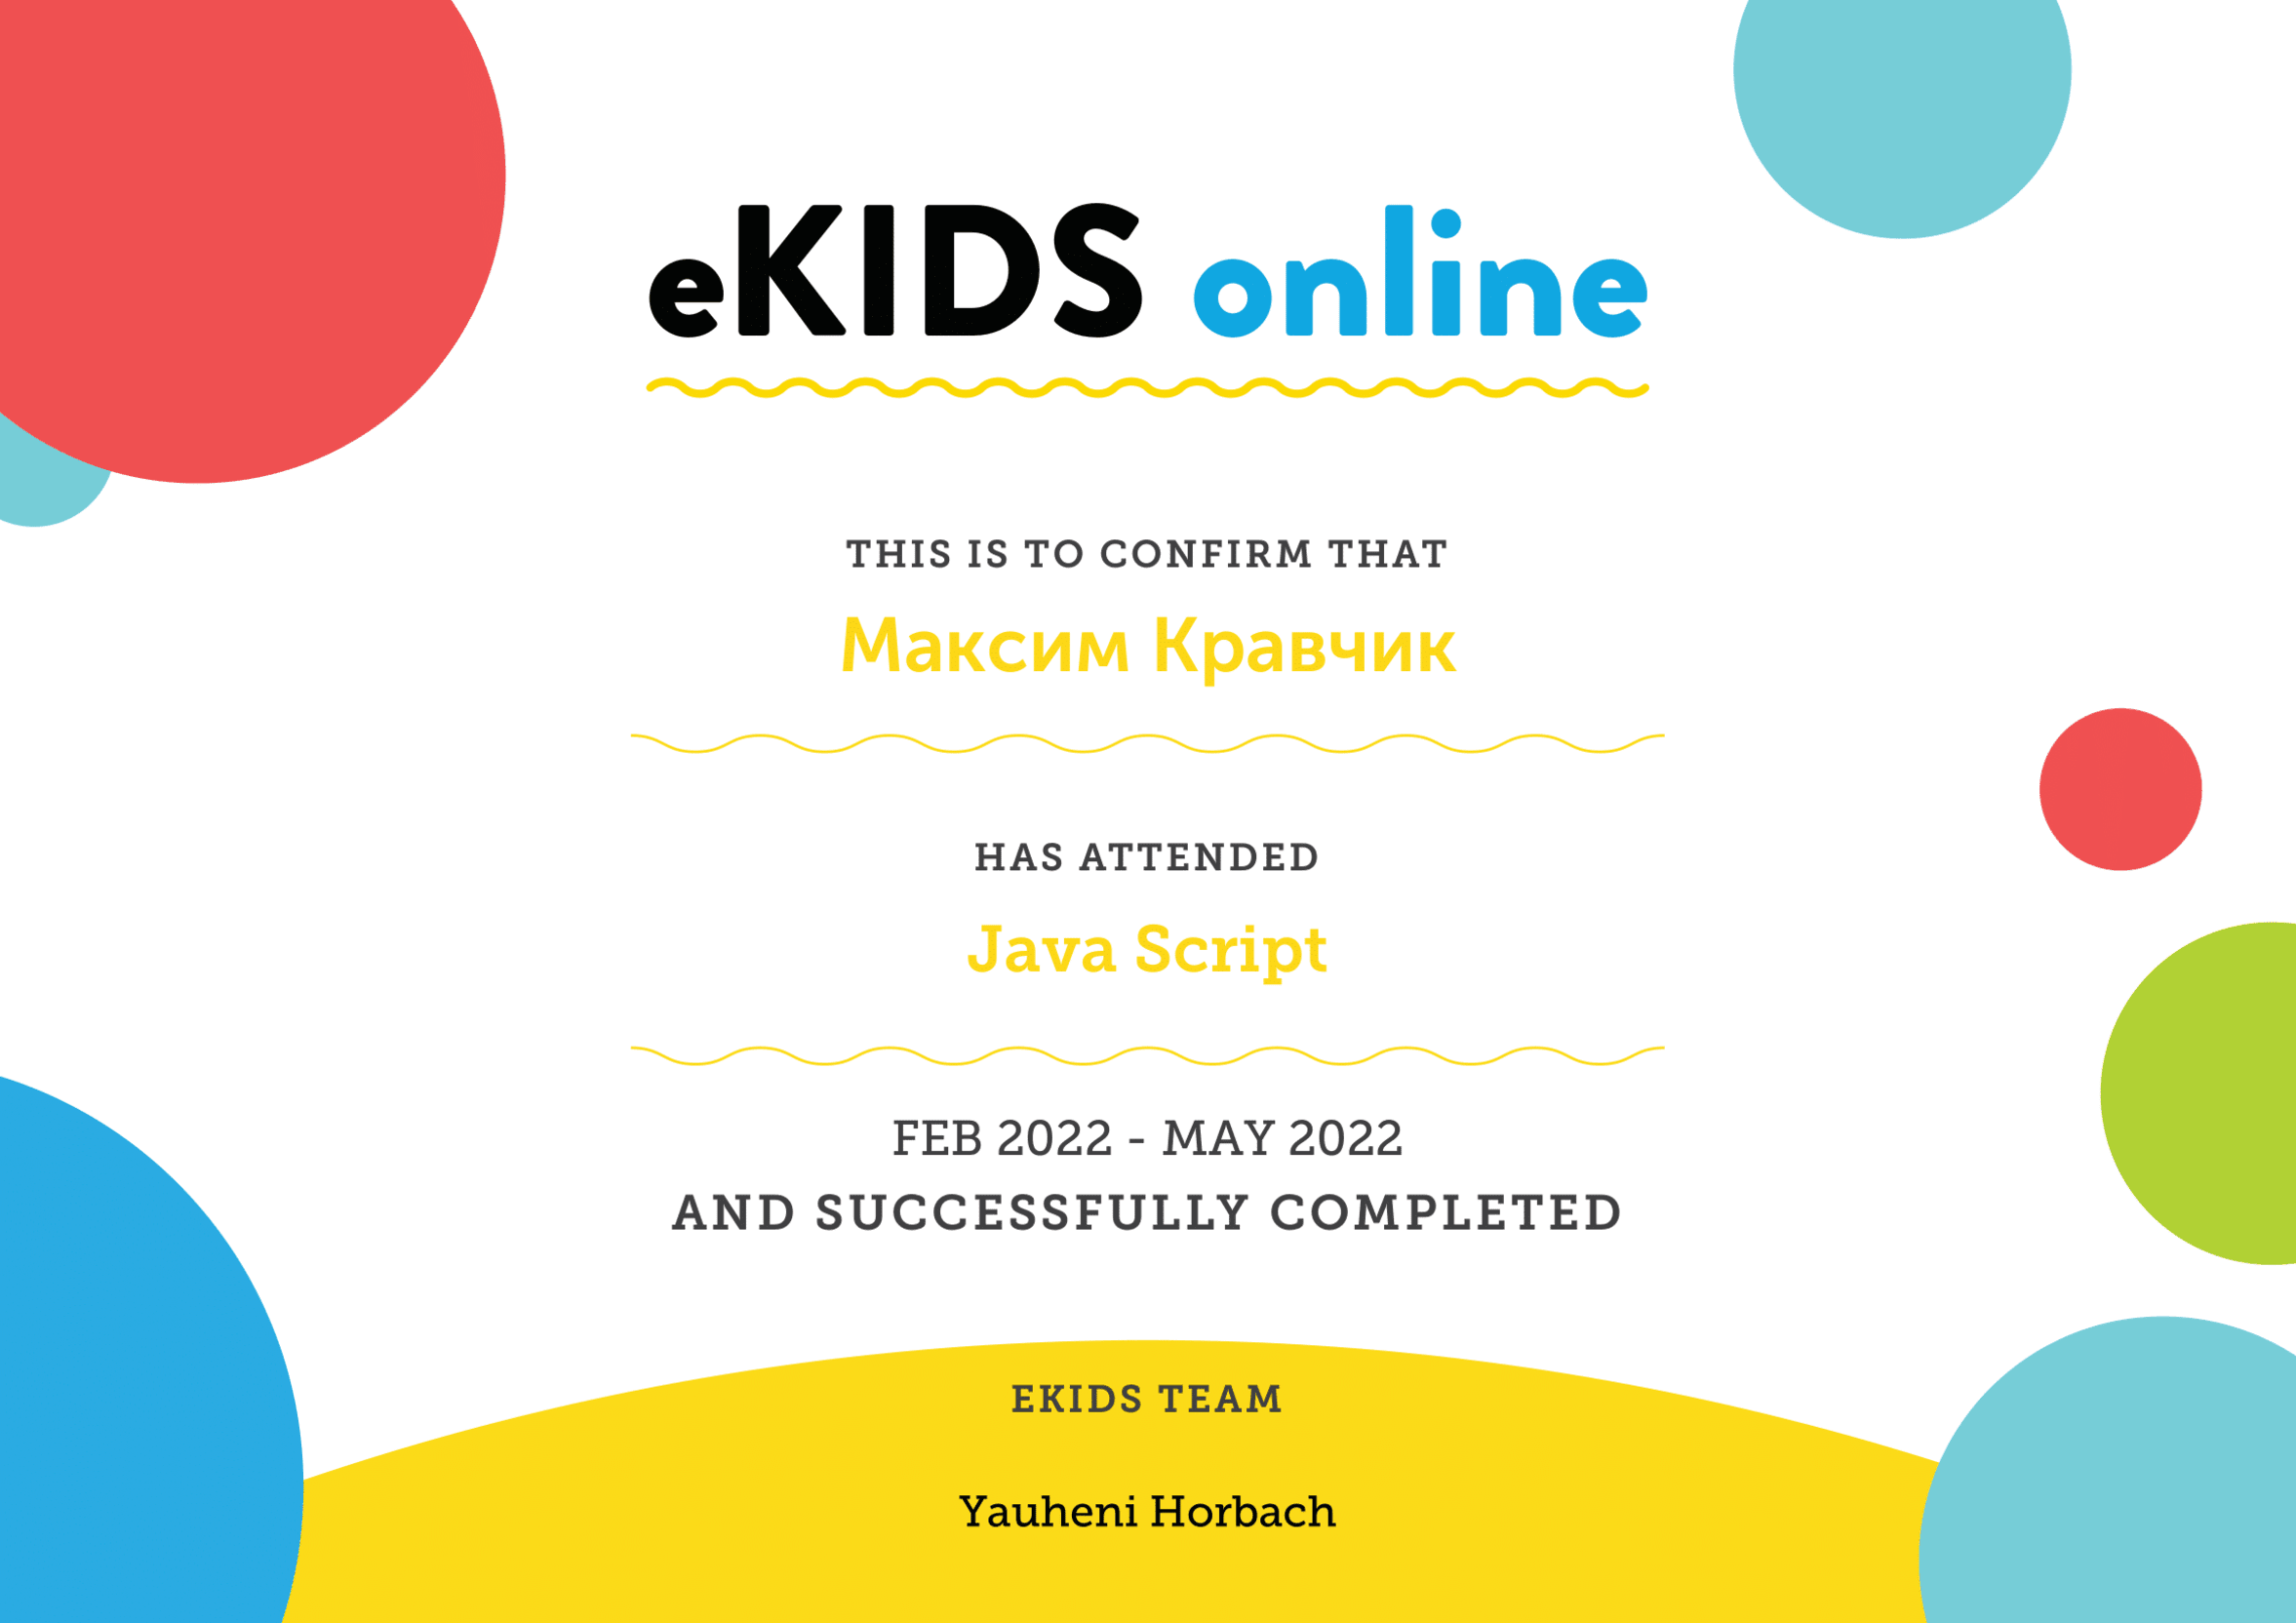 eKIDS online
THIS IS TO CONFIRM THAT
Максим Кравчик
HAS ATTENDED
Java Script
FEB 2022 - MAY 2022
AND SUCCESSFULLY COMPLETED
EKIDS TEAM
Yauheni Horbach